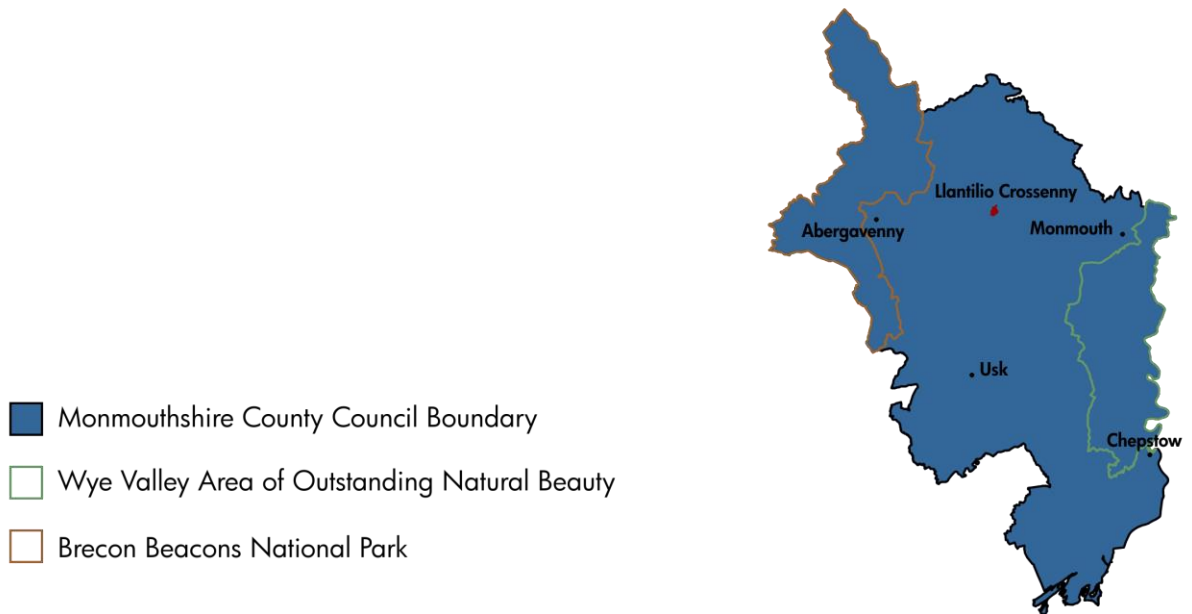 Llantilio Crossenny
Abergavenny
Monmouth
Usk
Chepstow
Monmouthshire County Council Boundary
Wye Valley Area of Outstanding Natural Beauty
Brecon Beacons National Park